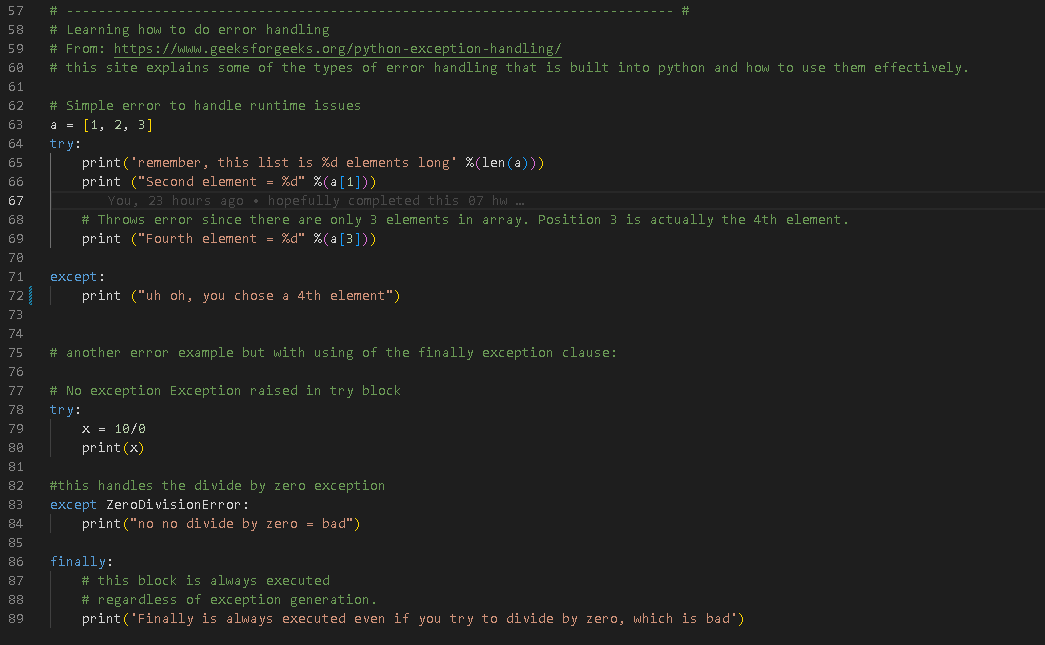 57 # ---------------------------------------------------------------------------- #
58 # Learning how to do error handling
59 # From: https://www.geeksforgeeks.org/python-exception-handling/
60 # this site explains some of the types of error handling that is built into python and how to use them effectively.
61
62 # Simple error to handle runtime issues
63 a = [1, 2, 3]
64 try:
65     print('remember, this list is %d elements long' %(len(a)))
66     print ("Second element = %d" %(a[1]))
67         You, 23 hours ago • hopefully completed this 07 hw …
68     # Throws error since there are only 3 elements in array. Position 3 is actually the 4th element.
69     print ("Fourth element = %d" %(a[3]))
70
71 except:
72     print ("uh oh, you chose a 4th element")
73
74
75 # another error example but with using of the finally exception clause:
76
77 # No exception Exception raised in try block
78 try:
79     x = 10/0
80     print(x)
81
82 #this handles the divide by zero exception
83 except ZeroDivisionError:
84     print("no no divide by zero = bad")
85
86 finally:
87     # this block is always executed
88     # regardless of exception generation.
89     print('Finally is always executed even if you try to divide by zero, which is bad')